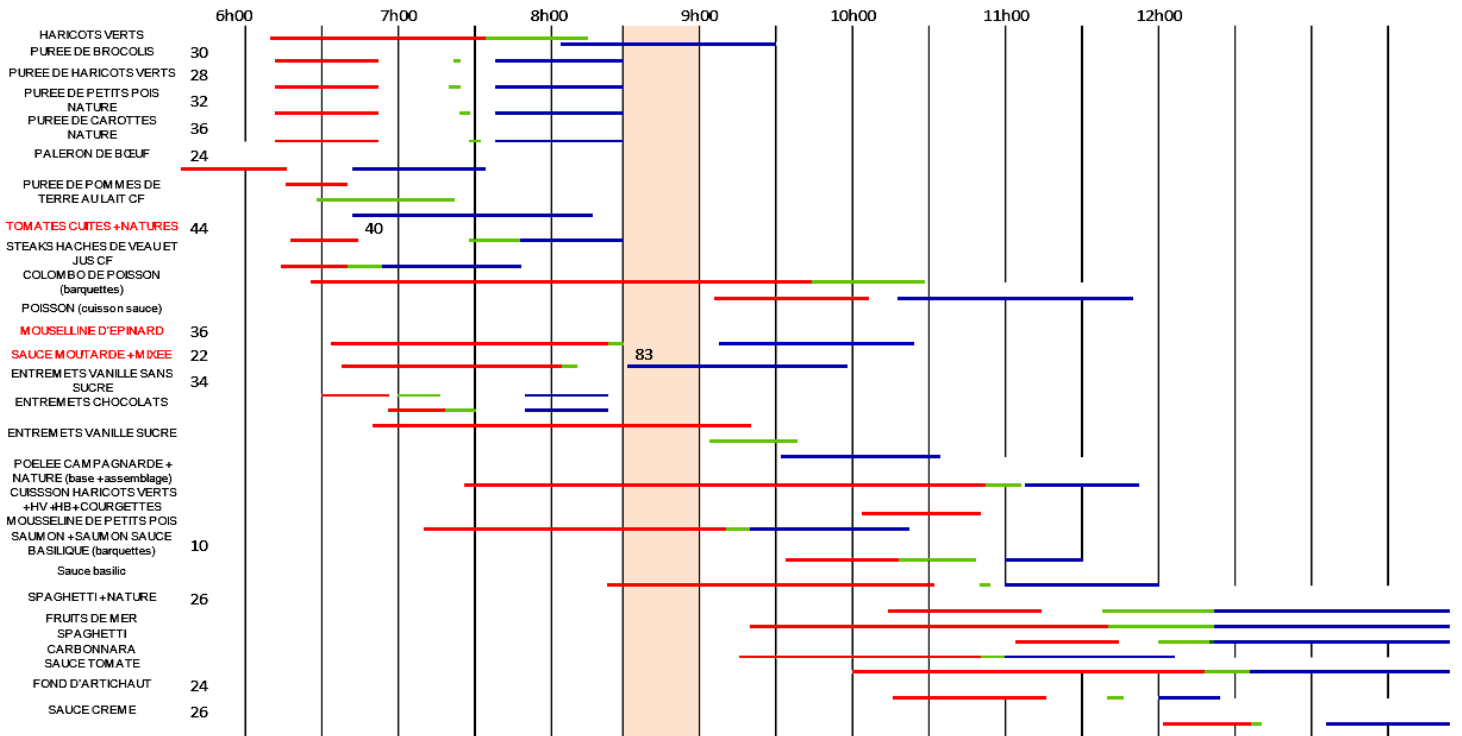 6h00 7h00 8h00 9h00 10h00 11h00 12h00
HARICOTS VERTS
PUREE DE BROCOLIS 30
PUREE DE HARICOTS VERTS 28
PUREE DE PETITS POIS
NATURE 32
PUREE DE CAROTTES
NATURE 36
PALERON DE BŒUF 24
PUREE DE POMMES DE
TERRE AU LAIT CF
TOMATES CUITES +NATURES 44
40
STEAKS HACHES DE VEAU ET
JUS CF
COLOMBO DE POISSON
(barquettes)
POISSON (cuisson sauce)
MOUSELLINE D'EPINARD 36
SAUCE MOUTARDE +MIXEE 22
83
ENTREMETS VANILLE SANS
SUCRE 34
ENTREMETS CHOCOLATS
ENTREMETS VANILLE SUCRE
POELEE CAMPAGNARDE +
NATURE (base +assemblage)
CUISSSON HARICOTS VERTS
+HV +HB+ COURGETTES
MOUSSELINE DE PETITS POIS
SAUMON +SAUMON SAUCE
BASILIQUE (barquettes) 10
Sauce basilic
SPAGHETTI +NATURE 26
FRUITS DE MER
SPAGHETTI
CARBONNARA
SAUCE TOMATE
FOND D'ARTICHAUT 24
SAUCE CREME 26